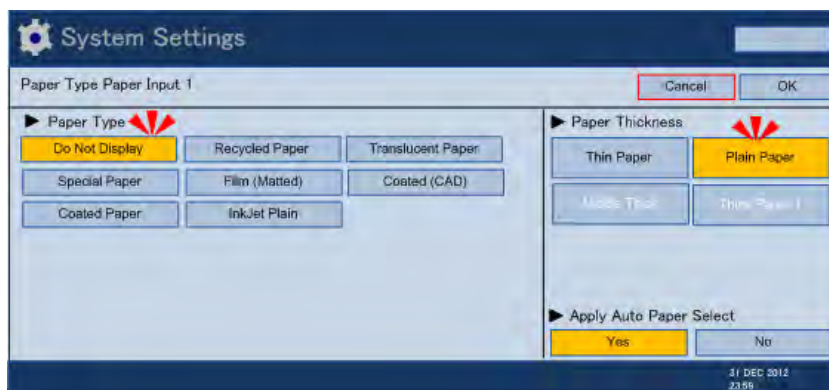 System Settings
Paper Type Paper Input 1
Cancel
OK
Paper Type
Do Not Display
Recycled Paper
Translucent Paper
Special Paper
Film (Matted)
Coated (CAD)
Coated Paper
InkJet Plain
Paper Thickness
Thin Paper
Plain Paper
Apply Auto Paper Select
Yes
No
31 DEC 2012
23:59